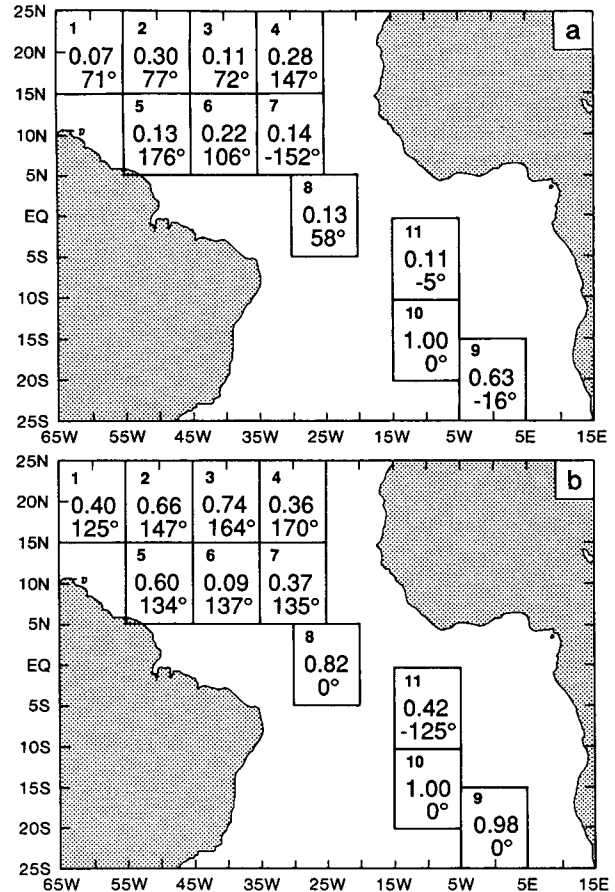 25N
20N
15N
10N
5N
EQ
5S
10S
15S
20S
25S
a
1
0.07
71°
2
0.30
77°
3
0.11
72°
4
0.28
147°
5
0.13
176°
6
0.22
106°
7
0.14
-152°
8
0.13
58°
11
0.11
-5°
10
1.00
0°
9
0.63
-16°
65W 55W 45W 35W 15W 5W 5E 15E
25N
20N
15N
10N
5N
EQ
5S
10S
15S
20S
25S
b
1
0.40
125°
2
0.66
147°
3
0.74
164°
4
0.36
170°
5
0.60
134°
6
0.09
137°
7
0.37
135°
8
0.82
0°
11
0.42
-125°
10
1.00
0°
9
0.98
0°
65W 55W 45W 35W 15W 5W 5E 15E